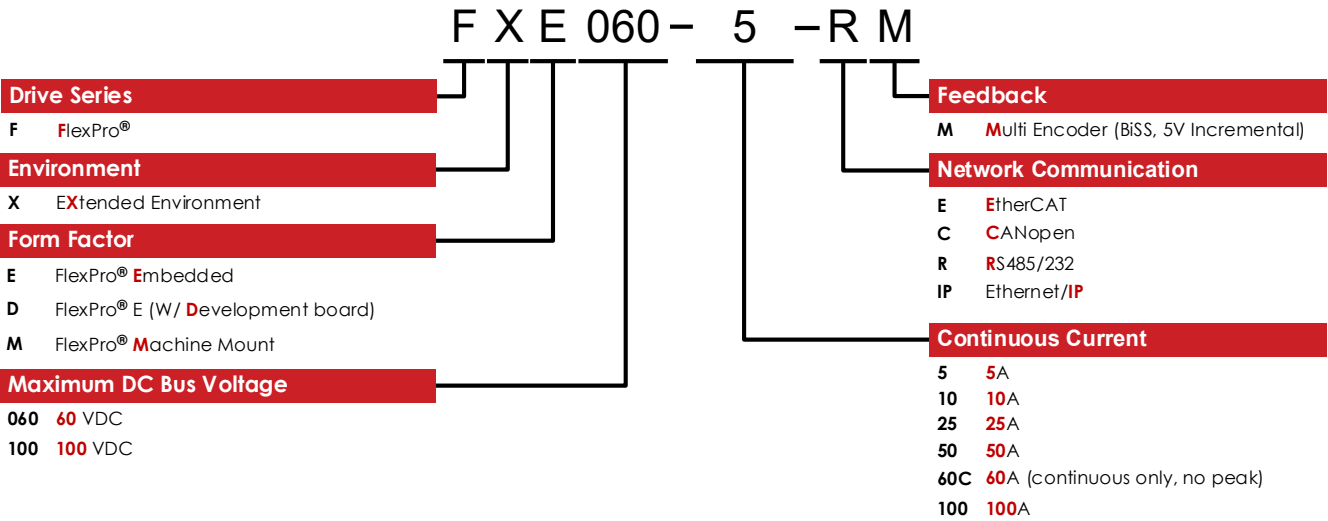 F X E 060 – 5 – R M
Drive Series
F FlexPro®
Environment
X EXtended Environment
Form Factor
E FlexPro® Embedded
D FlexPro® E (W/ Development board)
M FlexPro® Machine Mount
Maximum DC Bus Voltage
060 60 VDC
100 100 VDC
Feedback
M Multi Encoder (BiSS, 5V Incremental)
Network Communication
E EtherCAT
C CANopen
R RS485/232
IP Ethernet/IP
Continuous Current
5 5A
10 10A
25 25A
50 50A
60C 60A (continuous only, no peak)
100 100A